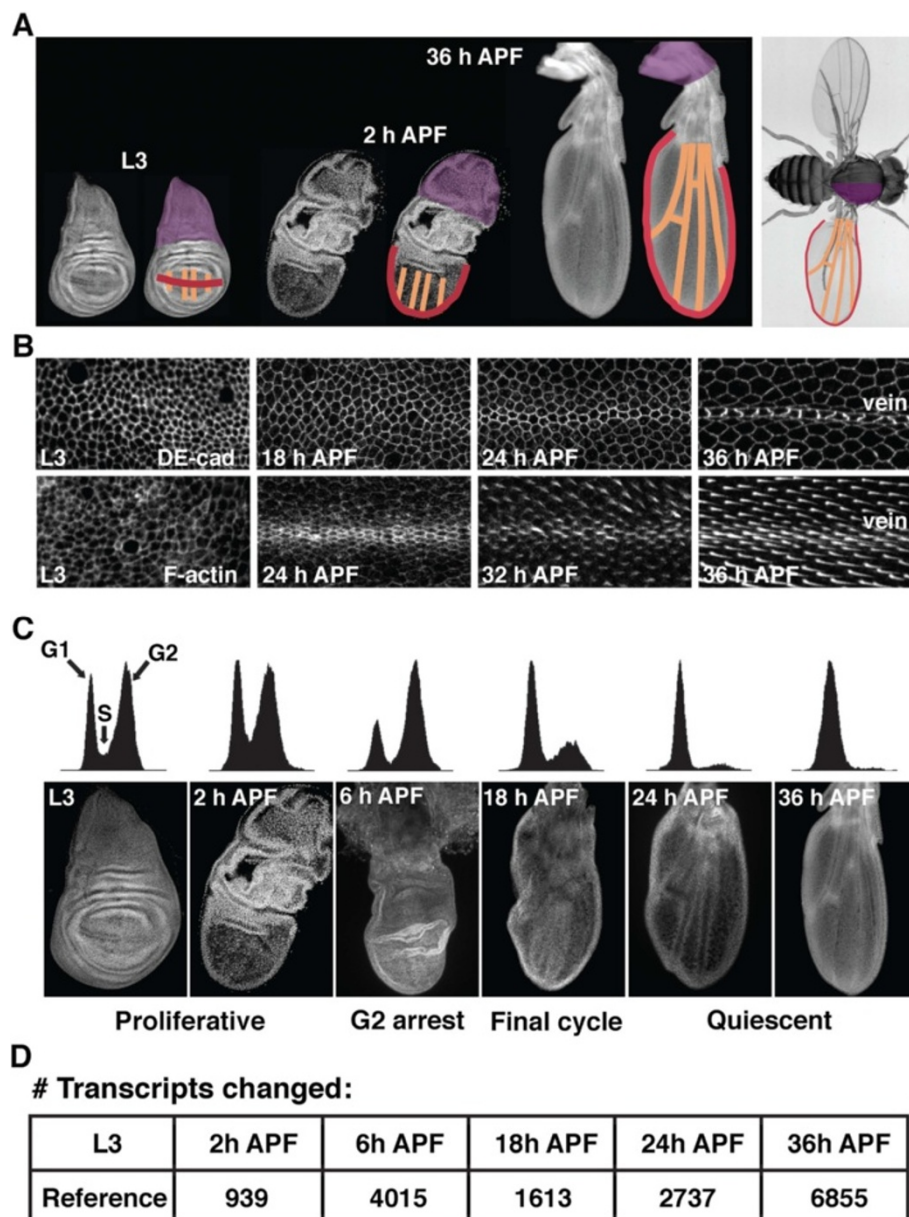 A
L3
2 h APF
36 h APF
B
L3 DE-cad
18 h APF
24 h APF
vein
36 h APF
L3 F-actin
24 h APF
32 h APF
vein
36 h APF
C
G1
S
G2
L3
2 h APF
6 h APF
18 h APF
24 h APF
36 h APF
Proliferative
G2 arrest
Final cycle
Quiescent
D
# Transcripts changed:
L3 2h APF 6h APF 18h APF 24h APF 36h APF
Reference 939 4015 1613 2737 6855